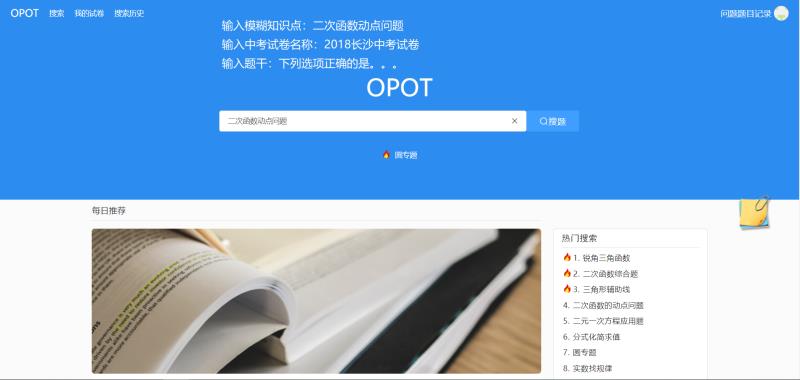 OPOT 搜索 我的试卷 搜索历史 问题题目记录
输入模糊知识点：二次函数动点问题
输入中考试卷名称：2018长沙中考试卷
输入题干：下列选项正确的是。。。
OPOT
二次函数动点问题 × 搜题
圆专题
每日推荐
热门搜索
1. 锐角三角函数
2. 二次函数综合题
3. 三角形辅助线
4. 二次函数的动点问题
5. 二元一次方程应用题
6. 分式化简求值
7. 圆专题
8. 实数找规律